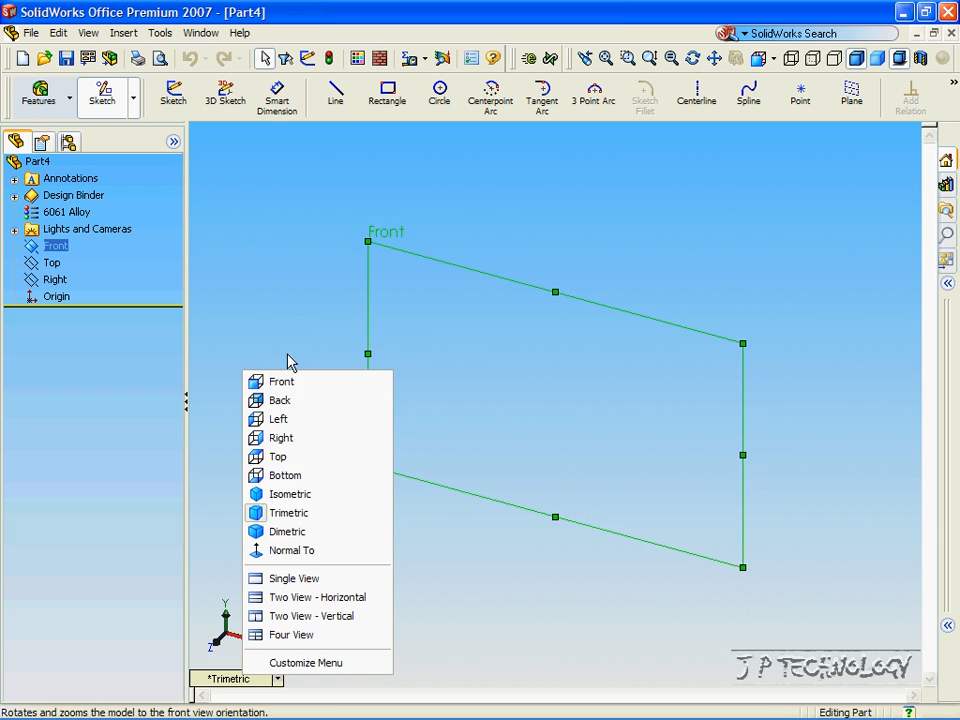 SolidWorks Office Premium 2007 - [Part4]
File Edit View Insert Tools Window Help
SolidWorks Search
Features
Sketch
Sketch
3D Sketch
Smart Dimension
Line
Rectangle
Circle
Centerpoint Arc
Tangent Arc
3 Point Arc
Sketch Fillet
Centerline
Spline
Point
Plane
Add Relation
Part4
Annotations
Design Binder
6061 Alloy
Lights and Cameras
Front
Top
Right
Origin
Front
Front
Back
Left
Right
Top
Bottom
Isometric
Trimetric
Dimetric
Normal To
Single View
Two View - Horizontal
Two View - Vertical
Four View
Customize Menu
Y
Z
*Trimetric
J P TECHNOLOGY
Rotates and zooms the model to the front view orientation.
Editing Part